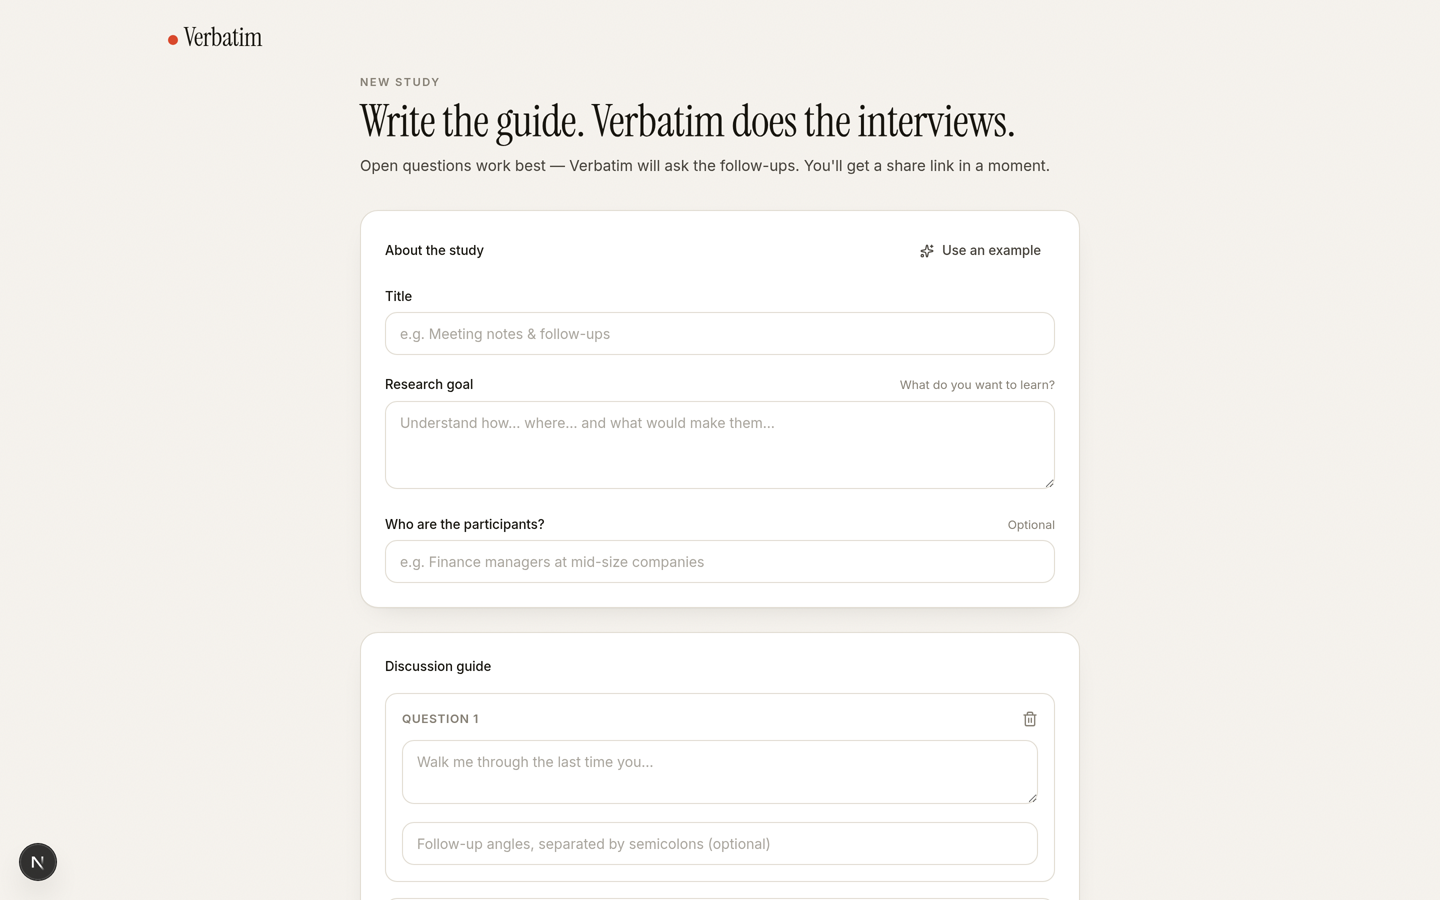 Verbatim
NEW STUDY
Write the guide. Verbatim does the interviews.
Open questions work best — Verbatim will ask the follow-ups. You'll get a share link in a moment.
About the study
Use an example
Title
e.g. Meeting notes & follow-ups
Research goal
What do you want to learn?
Understand how... where... and what would make them...
Who are the participants?
Optional
e.g. Finance managers at mid-size companies
Discussion guide
QUESTION 1
Walk me through the last time you...
Follow-up angles, separated by semicolons (optional)
N